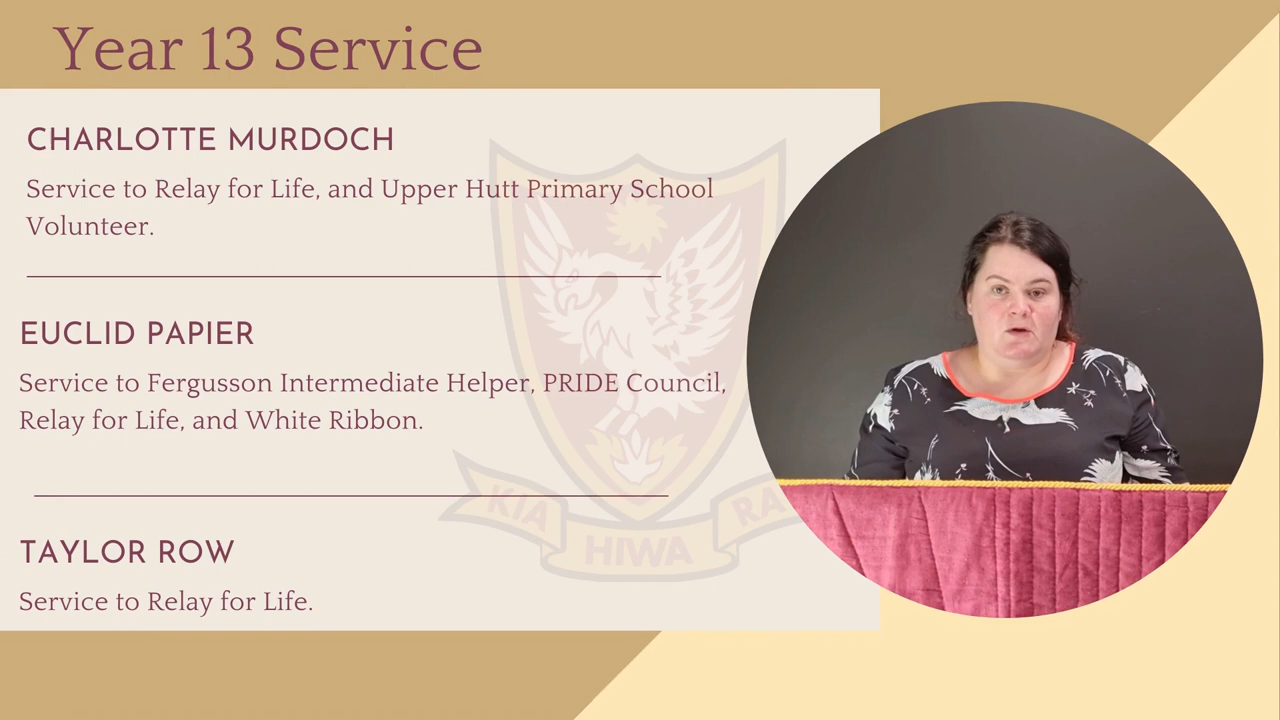 Year 13 Service
CHARLOTTE MURDOCH
Service to Relay for Life, and Upper Hutt Primary School
Volunteer.
EUCLID PAPIER
Service to Fergusson Intermediate Helper, PRIDE Council,
Relay for Life, and White Ribbon.
KIA
HIWA
TAYLOR ROW
Service to Relay for Life.